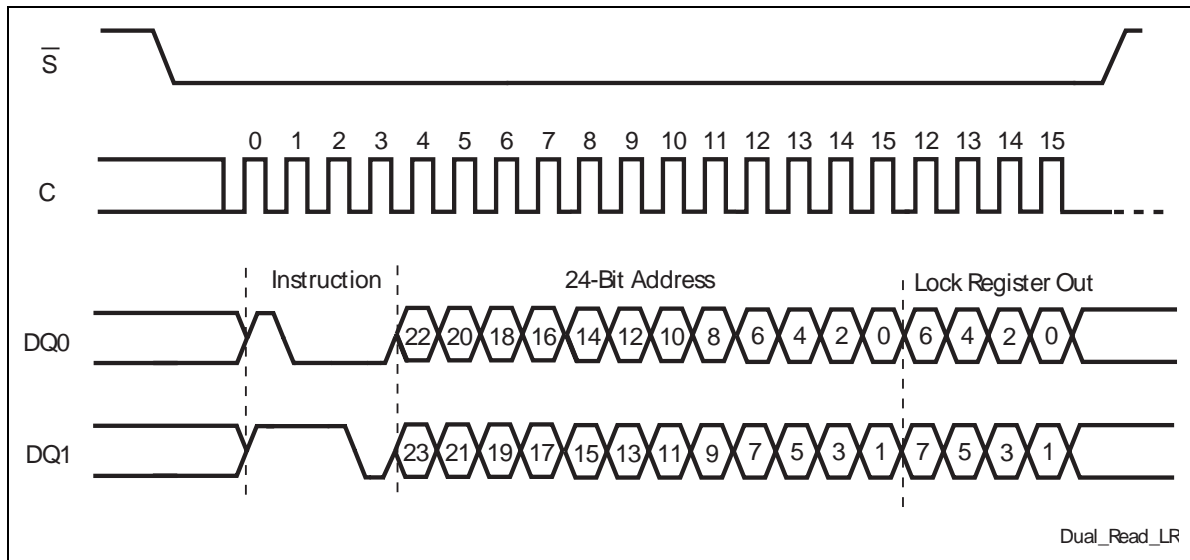 S
0 1 2 3 4 5 6 7 8 9 10 11 12 13 14 15 12 13 14 15
C
Instruction 24-Bit Address Lock Register Out
DQ0 22 20 18 16 14 12 10 8 6 4 2 0 6 4 2 0
DQ1 23 21 19 17 15 13 11 9 7 5 3 1 7 5 3 1
Dual_Read_LR